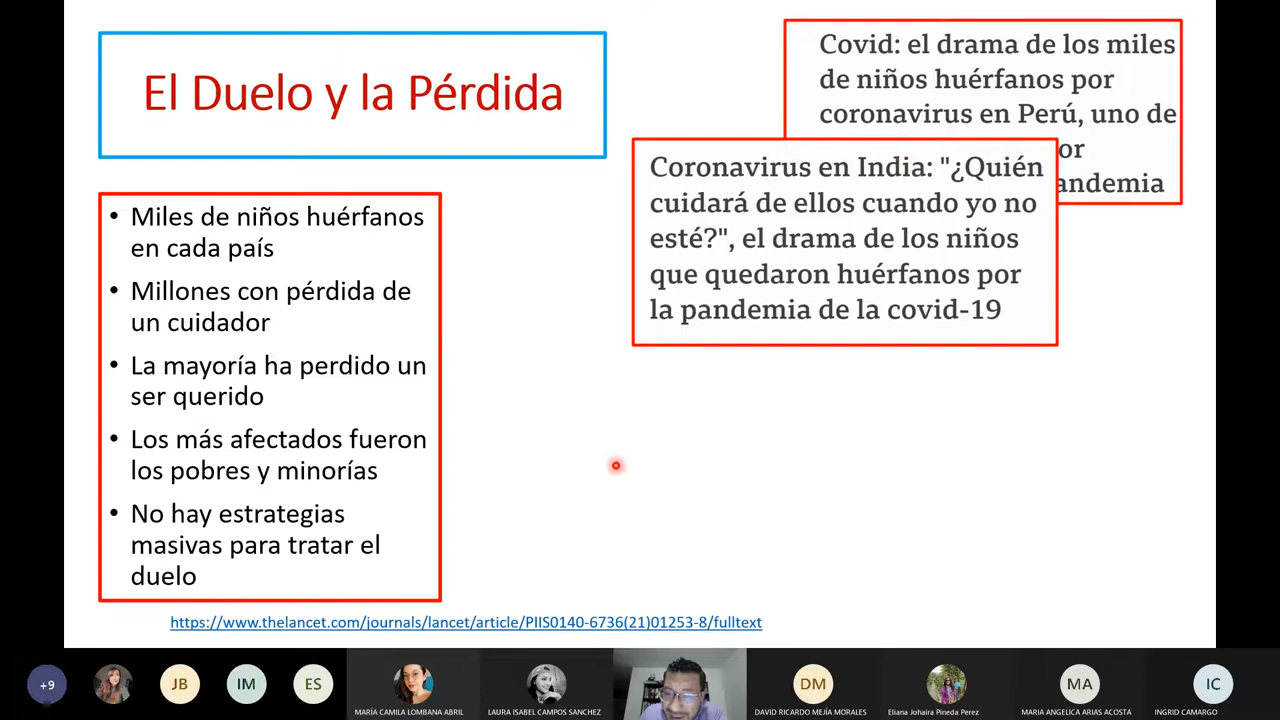 El Duelo y la Pérdida
• Miles de niños huérfanos
en cada país
• Millones con pérdida de
un cuidador
• La mayoría ha perdido un
ser querido
• Los más afectados fueron
los pobres y minorías
• No hay estrategias
masivas para tratar el
duelo
Covid: el drama de los miles
de niños huérfanos por
coronavirus en Perú, uno de
or
andemia
Coronavirus en India: "¿Quién
cuidará de ellos cuando yo no
esté?", el drama de los niños
que quedaron huérfanos por
la pandemia de la covid-19
https://www.thelancet.com/journals/lancet/article/PIIS0140-6736(21)01253-8/fulltext
+9
JB
IM
ES
MARÍA CAMILA LOMBANA ABRIL
LAURA ISABEL CAMPOS SANCHEZ
DM
DAVID RICARDO MEJÍA MORALES
Eliana Johaira Pineda Perez
MA
MARIA ANGELICA ARIAS ACOSTA
IC
INGRID CAMARGO